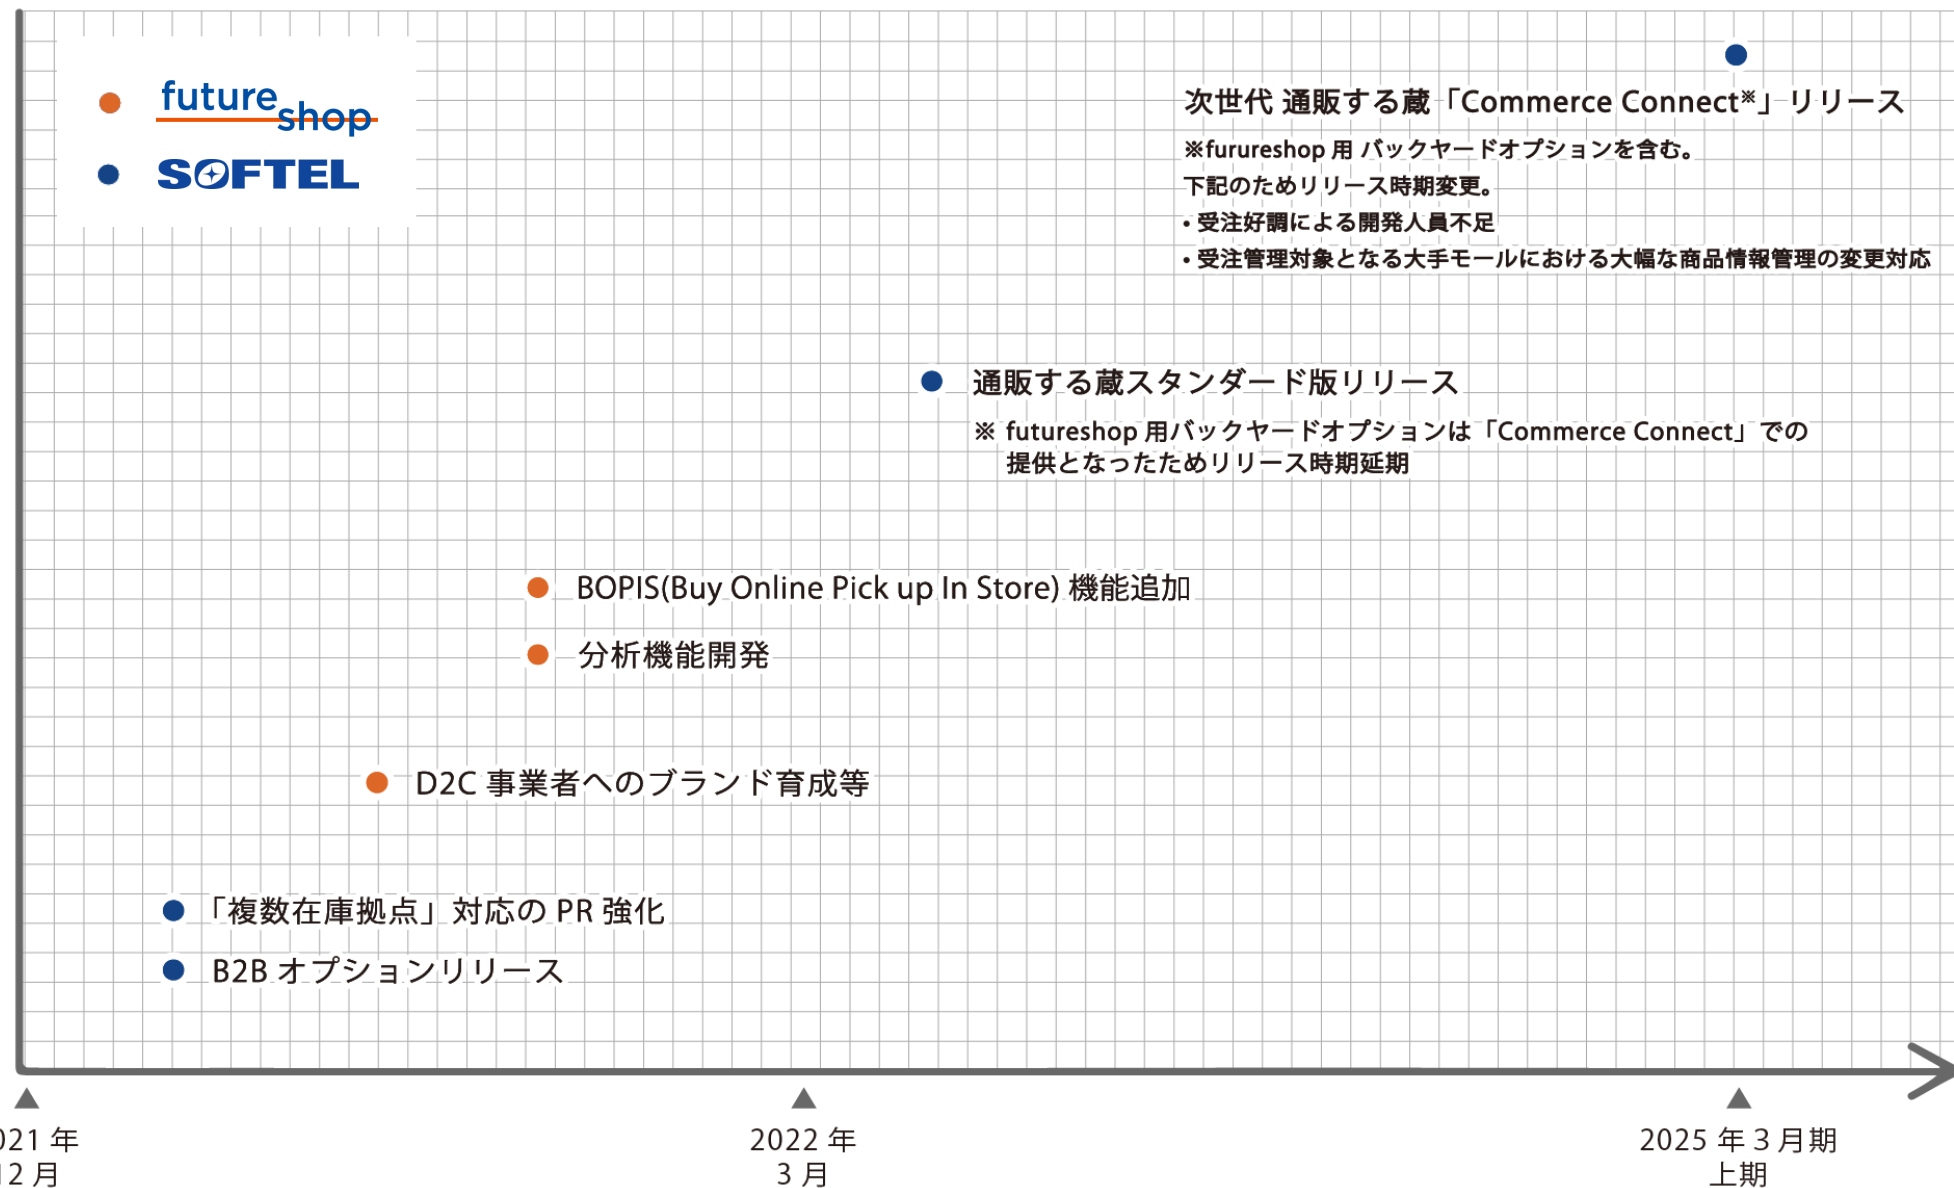 future
shop
SOFTEL
次世代 通販する蔵「Commerce Connect※」リリース
※furureshop 用 バックヤードオプションを含む。
下記のためリリース時期変更。
• 受注好調による開発人員不足
• 受注管理対象となる大手モールにおける大幅な商品情報管理の変更対応
通販する蔵スタンダード版リリース
※ futureshop 用バックヤードオプションは「Commerce Connect」での
提供となったためリリース時期延期
BOPIS(Buy Online Pick up In Store) 機能追加
分析機能開発
D2C 事業者へのブランド育成等
「複数在庫拠点」対応の PR 強化
B2B オプションリリース
021 年
12 月
2022 年
3 月
2025 年 3 月期
上期